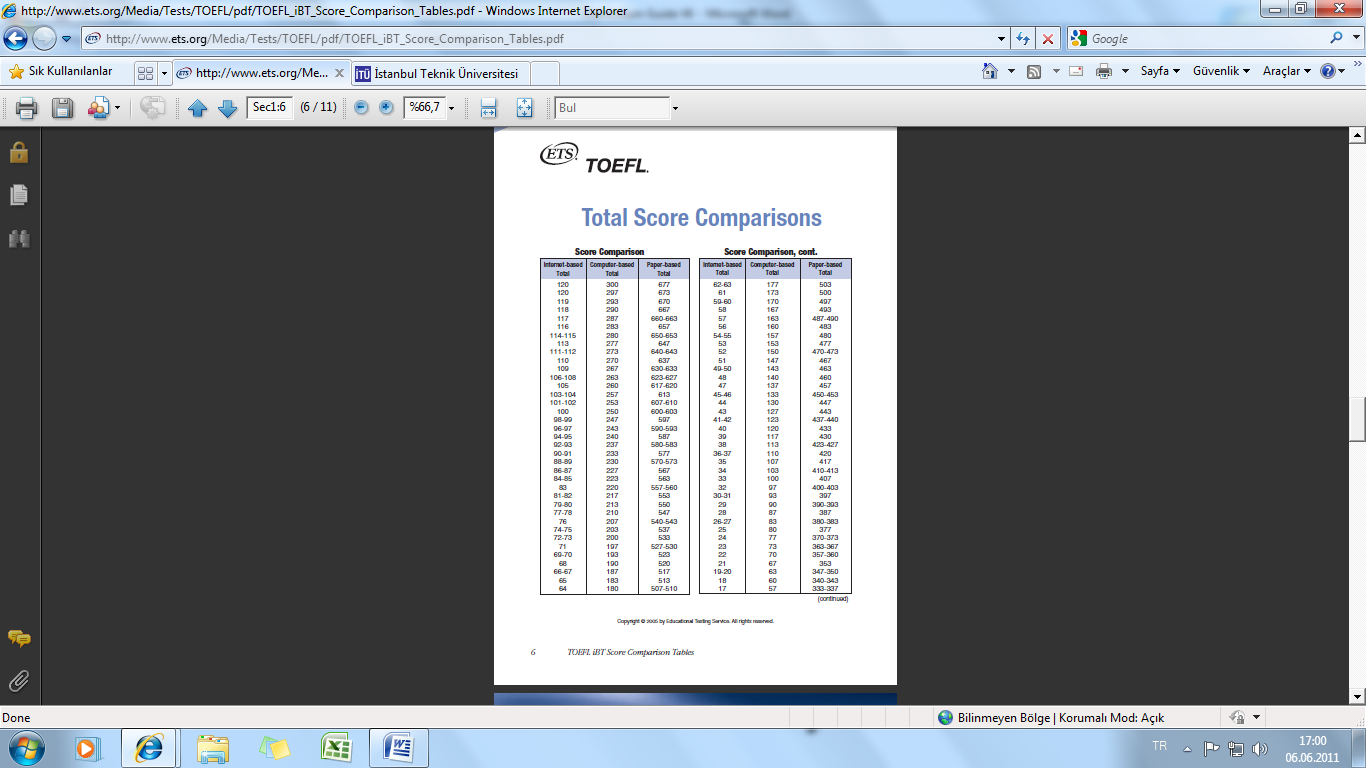 http://www.ets.org/Media/Tests/TOEFL/pdf/TOEFL_iBT_Score_Comparison_Tables.pdf - Windows Internet Explorer
http://www.ets.org/Media/Tests/TOEFL/pdf/TOEFL_iBT_Score_Comparison_Tables.pdf Google
Sık Kullanılanlar http://www.ets.org/Me... İTÜ İstanbul Teknik Üniversitesi Sayfa Güvenlik Araçlar
Sec1:6 (6 / 11) %66,7 Bul
ETS TOEFL.
Total Score Comparisons
Score Comparison
Internet-based Total Computer-based Total Paper-based Total
120 300 677
120 297 673
119 293 670
118 290 667
117 287 660-663
116 283 657
114-115 280 650-653
113 277 647
111-112 273 640-643
110 270 637
109 267 630-633
106-108 263 623-627
105 260 617-620
103-104 257 613
101-102 253 607-610
100 250 600-603
98-99 247 597
96-97 243 590-593
94-95 240 587
92-93 237 580-583
90-91 233 577
88-89 230 570-573
86-87 227 567
84-85 223 563
83 220 557-560
81-82 217 553
79-80 213 550
77-78 210 547
76 207 540-543
74-75 203 537
72-73 200 533
71 197 527-530
69-70 193 523
68 190 520
66-67 187 517
65 183 513
64 180 507-510
Score Comparison, cont.
Internet-based Total Computer-based Total Paper-based Total
62-63 177 503
61 173 500
59-60 170 497
58 167 493
57 163 487-490
56 160 483
54-55 157 480
53 153 477
52 150 470-473
51 147 467
49-50 143 463
48 140 460
47 137 457
45-46 133 450-453
44 130 447
43 127 443
41-42 123 437-440
40 120 433
39 117 430
38 113 423-427
36-37 110 420
35 107 417
34 103 410-413
33 100 407
32 97 400-403
30-31 93 397
29 90 390-393
28 87 387
26-27 83 380-383
25 80 377
24 77 370-373
23 73 363-367
22 70 357-360
21 67 353
19-20 63 347-350
18 60 340-343
17 57 333-337
(continued)
Copyright © 2005 by Educational Testing Service. All rights reserved.
6 TOEFL iBT Score Comparison Tables
Done Bilinmeyen Bölge | Korumalı Mod: Açık
TR 17:00
06.06.2011